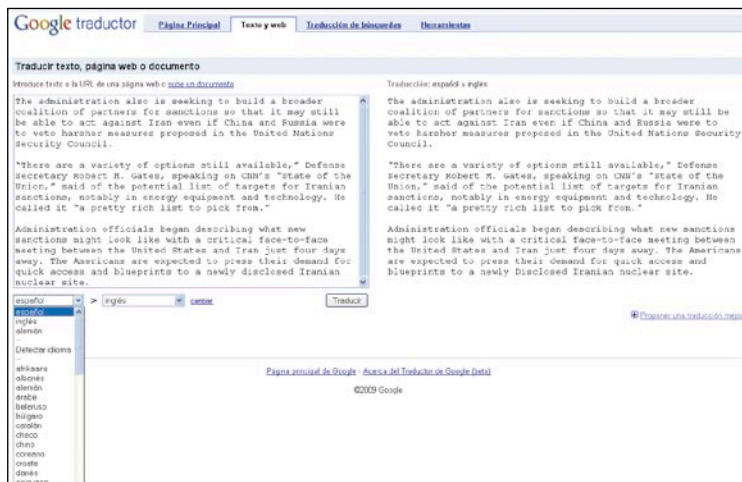 Google traductor
Página Principal
Texto y web
Traducción de búsquedas
Herramientas
Traducir texto, página web o documento
Introduce texto o la URL de una página web o sube un documento
The administration also is seeking to build a broader
coalition of partners for sanctions so that it may still
be able to act against Iran even if China and Russia were
to veto harsher measures proposed in the United Nations
Security Council.
"There are a variety of options still available," Defense
Secretary Robert M. Gates, speaking on CNN's "State of the
Union," said of the potential list of targets for Iranian
sanctions, notably in energy equipment and technology. He
called it "a pretty rich list to pick from."
Administration officials began describing what new
sanctions might look like with a critical face-to-face
meeting between the United States and Iran just four days
away. The Americans are expected to press their demand for
quick access and blueprints to a newly disclosed Iranian
nuclear site.
Traducción: español » inglés
The administration also is seeking to build a broader
coalition of partners for sanctions so that it may still
be able to act against Iran even if China and Russia were
to veto harsher measures proposed in the United Nations Security
Council.
"There are a variety of options still available," Defense
Secretary Robert M. Gates, speaking on CNN's "State of the
Union," said of the potential list of targets for Iranian
sanctions, notably in energy equipment and technology. He
called it "a pretty rich list to pick from."
Administration officials began describing what new sanctions
might look like with a critical face-to-face meeting between
the United States and Iran just four days away. The Americans
are expected to press their demand for quick access and
blueprints to a newly Disclosed Iranian nuclear site.
español > inglés cambiar Traducir
español
inglés
alemán
Detectar idioma
afrikaans
albanés
alemán
árabe
bielorruso
búlgaro
catalán
checo
chino
coreano
croata
danés
Proponer una traducción mejor
Página principal de Google - Acerca del Traductor de Google (beta)
©2009 Google